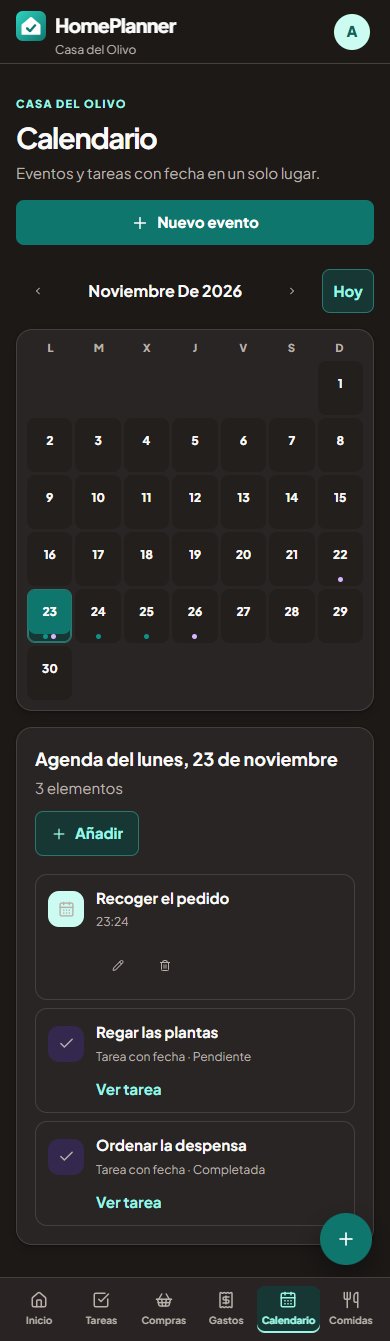 HomePlanner
Casa del Olivo
A
CASA DEL OLIVO
Calendario
Eventos y tareas con fecha en un solo lugar.
+ Nuevo evento
‹ Noviembre De 2026 › Hoy
L M X J V S D
1
2 3 4 5 6 7 8
9 10 11 12 13 14 15
16 17 18 19 20 21 22
23 24 25 26 27 28 29
30
Agenda del lunes, 23 de noviembre
3 elementos
+ Añadir
Recoger el pedido
23:24
Regar las plantas
Tarea con fecha · Pendiente
Ver tarea
Ordenar la despensa
Tarea con fecha · Completada
Ver tarea
+
Inicio Tareas Compras Gastos Calendario Comidas